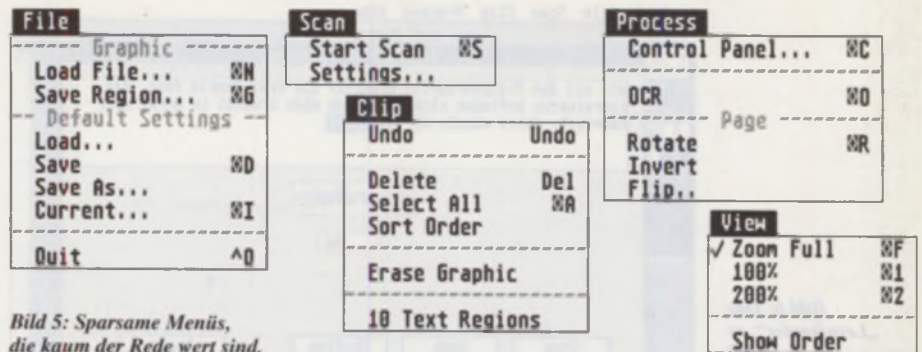 File
Graphic
Load File... ⌘N
Save Region... ⌘G
Default Settings
Load...
Save ⌘D
Save As...
Current... ⌘I
Quit ^Q
Scan
Start Scan ⌘S
Settings...
Clip
Undo Undo
Delete Del
Select All ⌘A
Sort Order
Erase Graphic
10 Text Regions
Process
Control Panel... ⌘C
OCR ⌘O
Page
Rotate ⌘R
Invert
Flip..
View
✓ Zoom Full ⌘F
100% ⌘1
200% ⌘2
Show Order
Bild 5: Sparsame Menüs,
die kaum der Rede wert sind.